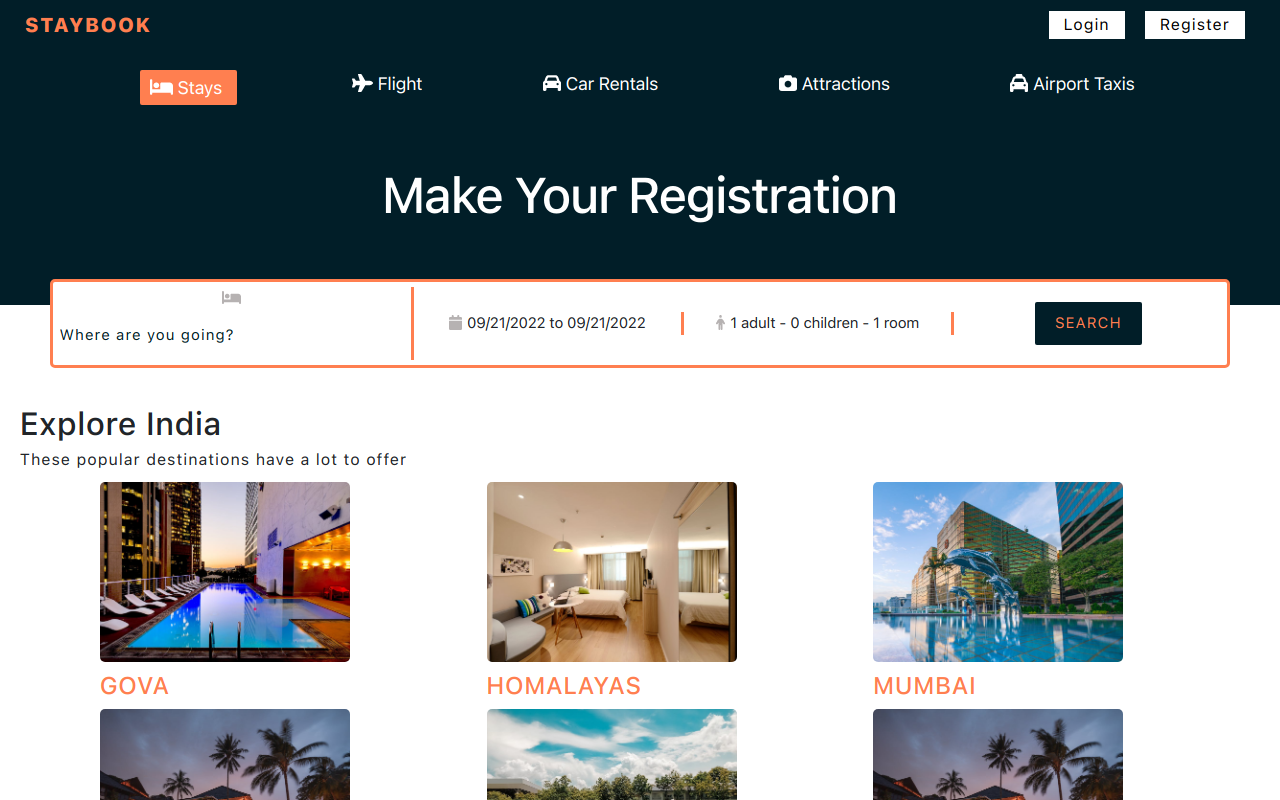 STAYBOOK
Login
Register
Stays
Flight
Car Rentals
Attractions
Airport Taxis
Make Your Registration
Where are you going?
09/21/2022 to 09/21/2022
1 adult - 0 children - 1 room
SEARCH
Explore India
These popular destinations have a lot to offer
GOVA
HOMALAYAS
MUMBAI